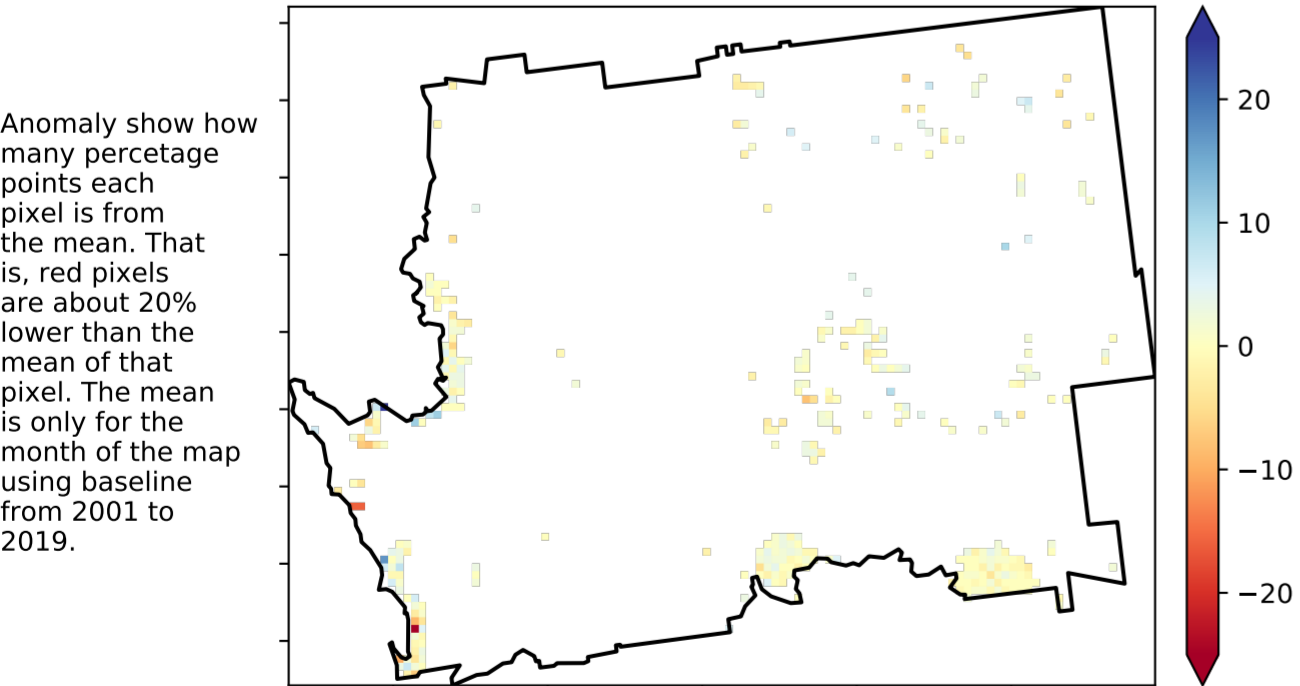 Anomaly show how
many percetage
points each
pixel is from
the mean. That
is, red pixels
are about 20%
lower than the
mean of that
pixel. The mean
is only for the
month of the map
using baseline
from 2001 to
2019.
20
10
0
−10
−20